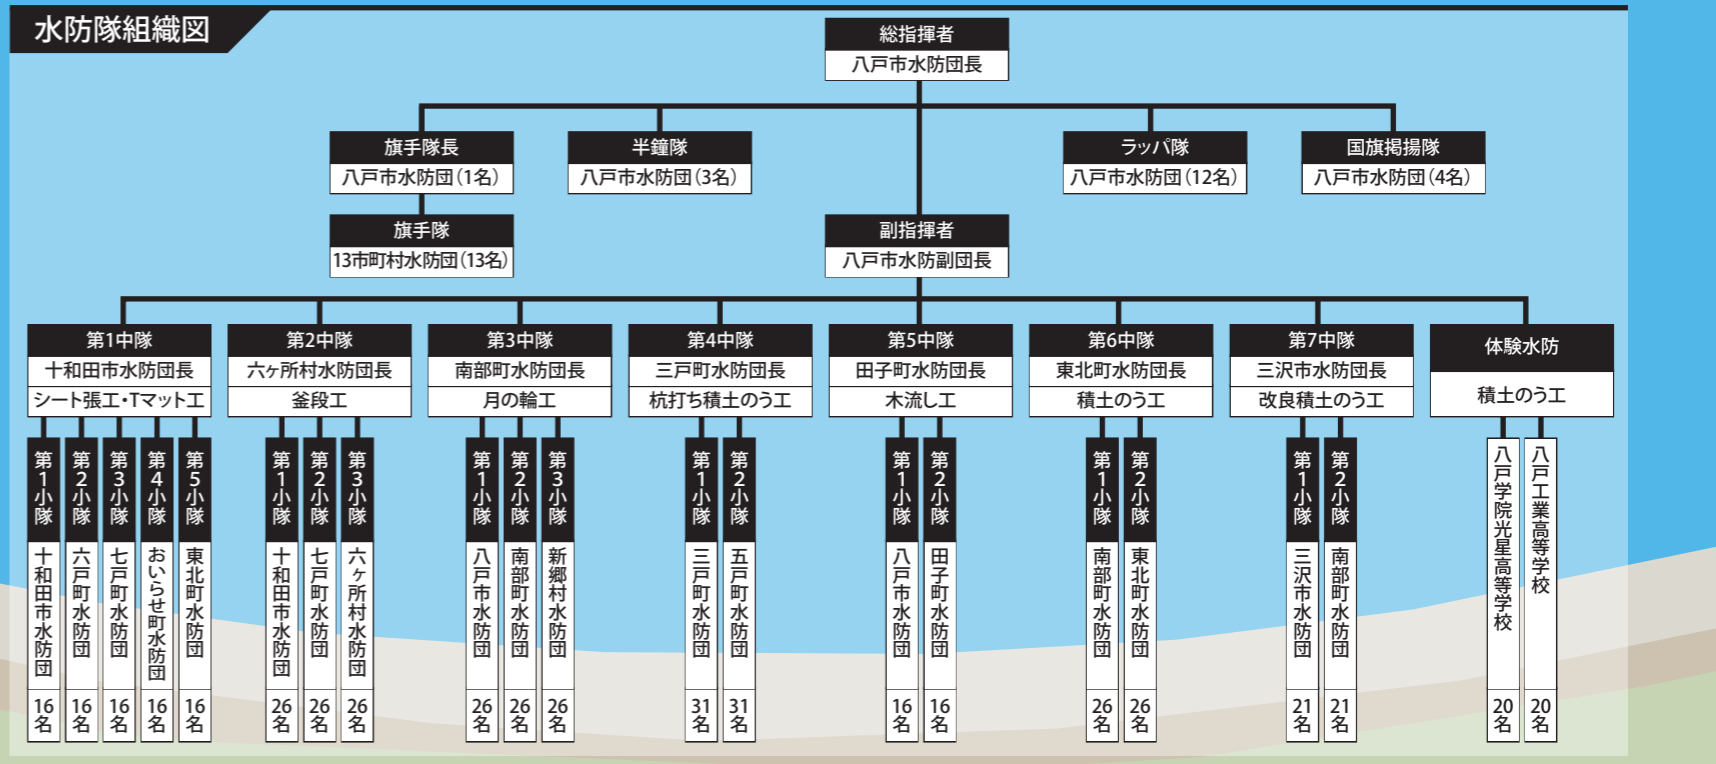 水防隊組織図
総指揮者
八戸市水防団長
旗手隊長
八戸市水防団（1名）
半鐘隊
八戸市水防団（3名）
ラッパ隊
八戸市水防団（12名）
国旗掲揚隊
八戸市水防団（4名）
旗手隊
13市町村水防団（13名）
副指揮者
八戸市水防副団長
第1中隊
十和田市水防団長
シート張工・Tマット工
第2中隊
六ヶ所村水防団長
釜段工
第3中隊
南部町水防団長
月の輪工
第4中隊
三戸町水防団長
杭打ち積土のう工
第5中隊
田子町水防団長
木流し工
第6中隊
東北町水防団長
積土のう工
第7中隊
三沢市水防団長
改良積土のう工
体験水防
積土のう工
第1小隊
十和田市水防団
16名
第2小隊
六戸町水防団
16名
第3小隊
七戸町水防団
16名
第4小隊
おいらせ町水防団
16名
第5小隊
東北町水防団
16名
第1小隊
十和田市水防団
26名
第2小隊
七戸町水防団
26名
第3小隊
六ヶ所村水防団
26名
第1小隊
八戸市水防団
26名
第2小隊
南部町水防団
26名
第3小隊
新郷村水防団
26名
第1小隊
三戸町水防団
31名
第2小隊
五戸町水防団
31名
第1小隊
八戸市水防団
16名
第2小隊
田子町水防団
16名
第1小隊
南部町水防団
26名
第2小隊
東北町水防団
26名
第1小隊
三沢市水防団
21名
第2小隊
南部町水防団
21名
八戸学院光星高等学校
20名
八戸工業高等学校
20名